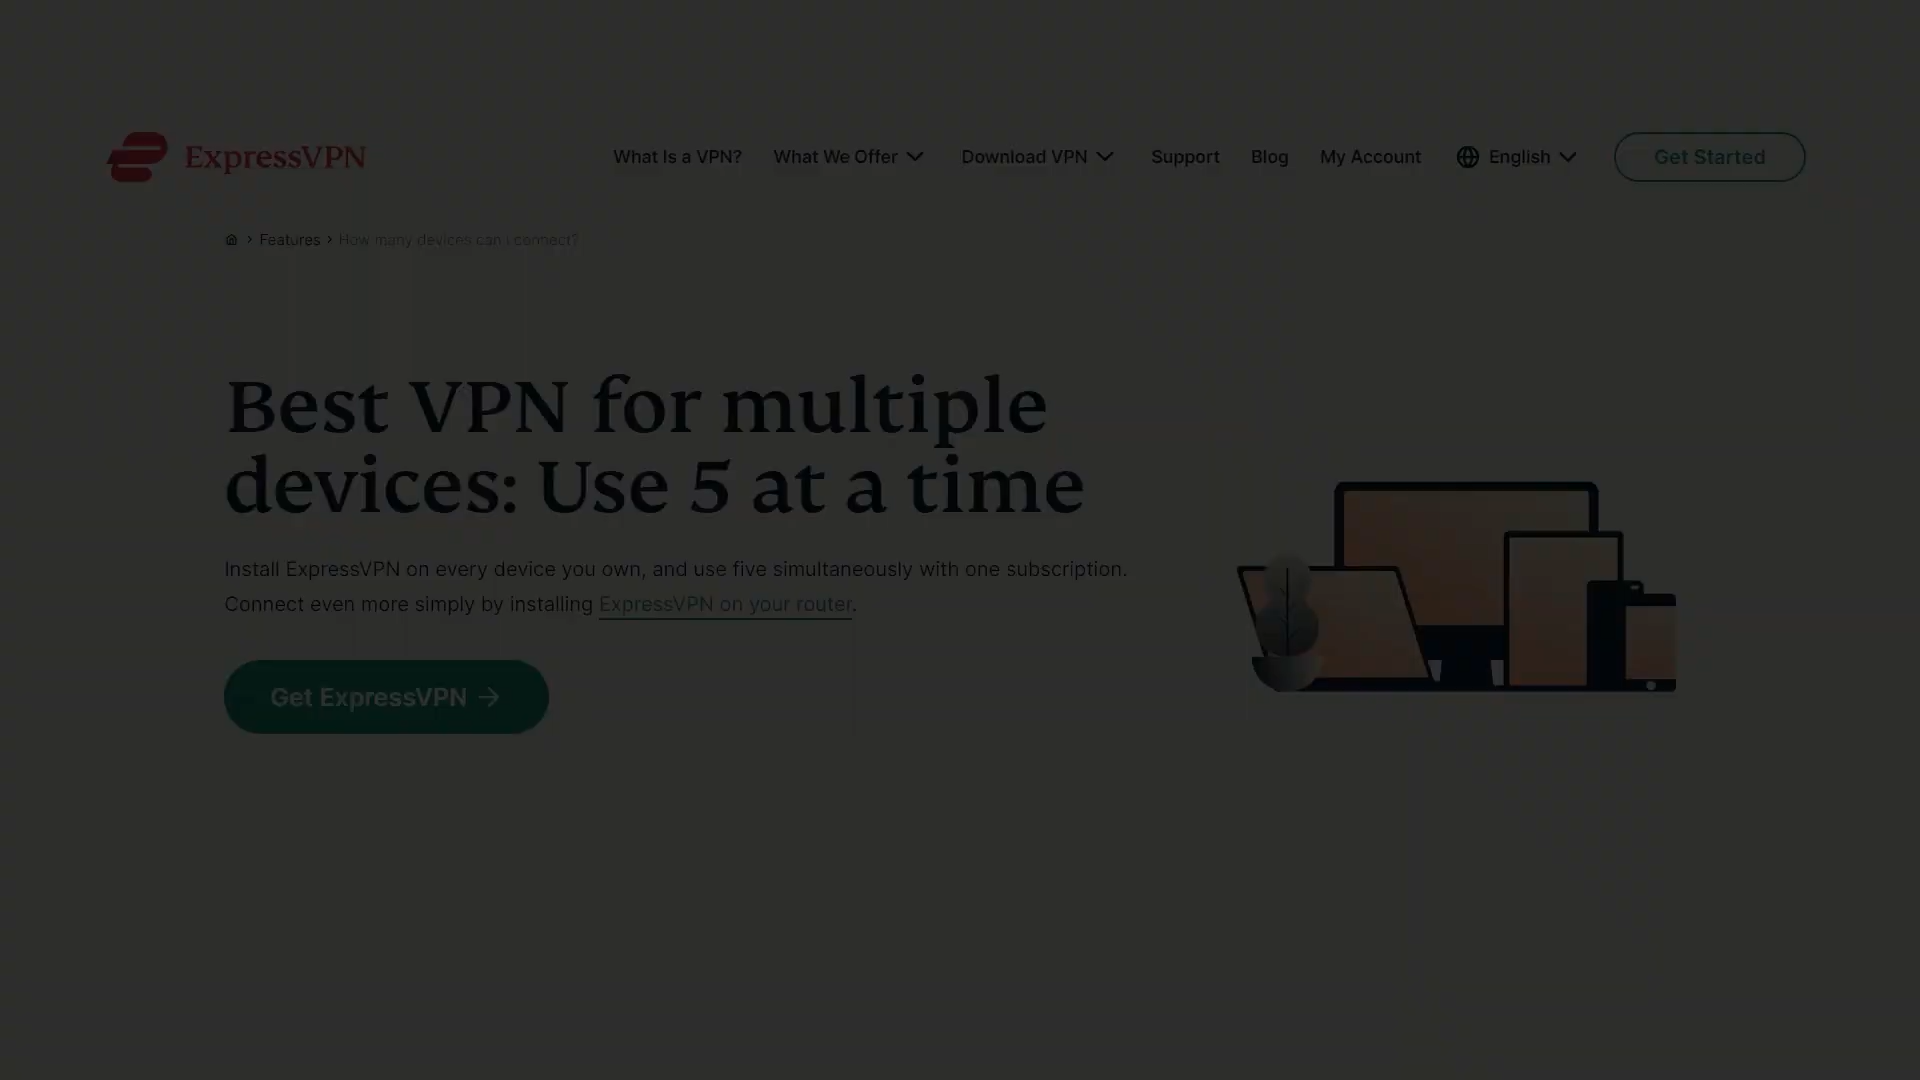 ExpressVPN
What Is a VPN? What We Offer Download VPN Support Blog My Account English Get Started
Features How many devices can i connect?
Best VPN for multiple
devices: Use 5 at a time
Install ExpressVPN on every device you own, and use five simultaneously with one subscription.
Connect even more simply by installing ExpressVPN on your router.
Get ExpressVPN